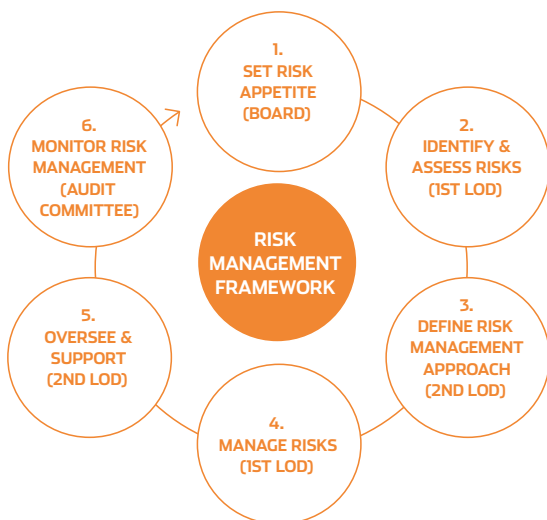 1.
SET RISK
APPETITE
(BOARD)
2.
IDENTIFY &
ASSESS RISKS
(1ST LOD)
3.
DEFINE RISK
MANAGEMENT
APPROACH
(2ND LOD)
4.
MANAGE RISKS
(1ST LOD)
5.
OVERSEE &
SUPPORT
(2ND LOD)
6.
MONITOR RISK
MANAGEMENT
(AUDIT
COMMITTEE)
RISK
MANAGEMENT
FRAMEWORK